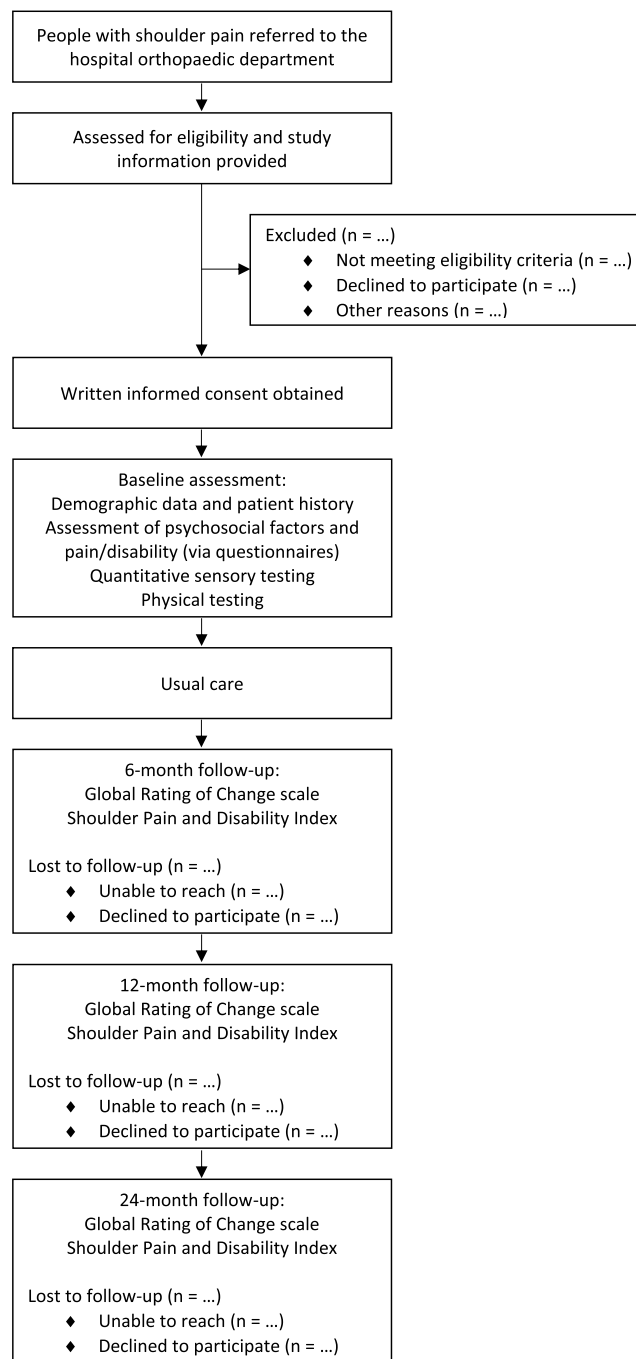 People with shoulder pain referred to the
hospital orthopaedic department
Assessed for eligibility and study
information provided
Excluded (n = …)
♦ Not meeting eligibility criteria (n = …)
♦ Declined to participate (n = …)
♦ Other reasons (n = …)
Written informed consent obtained
Baseline assessment:
Demographic data and patient history
Assessment of psychosocial factors and
pain/disability (via questionnaires)
Quantitative sensory testing
Physical testing
Usual care
6-month follow-up:
Global Rating of Change scale
Shoulder Pain and Disability Index
Lost to follow-up (n = …)
♦ Unable to reach (n = …)
♦ Declined to participate (n = …)
12-month follow-up:
Global Rating of Change scale
Shoulder Pain and Disability Index
Lost to follow-up (n = …)
♦ Unable to reach (n = …)
♦ Declined to participate (n = …)
24-month follow-up:
Global Rating of Change scale
Shoulder Pain and Disability Index
Lost to follow-up (n = …)
♦ Unable to reach (n = …)
♦ Declined to participate (n = …)